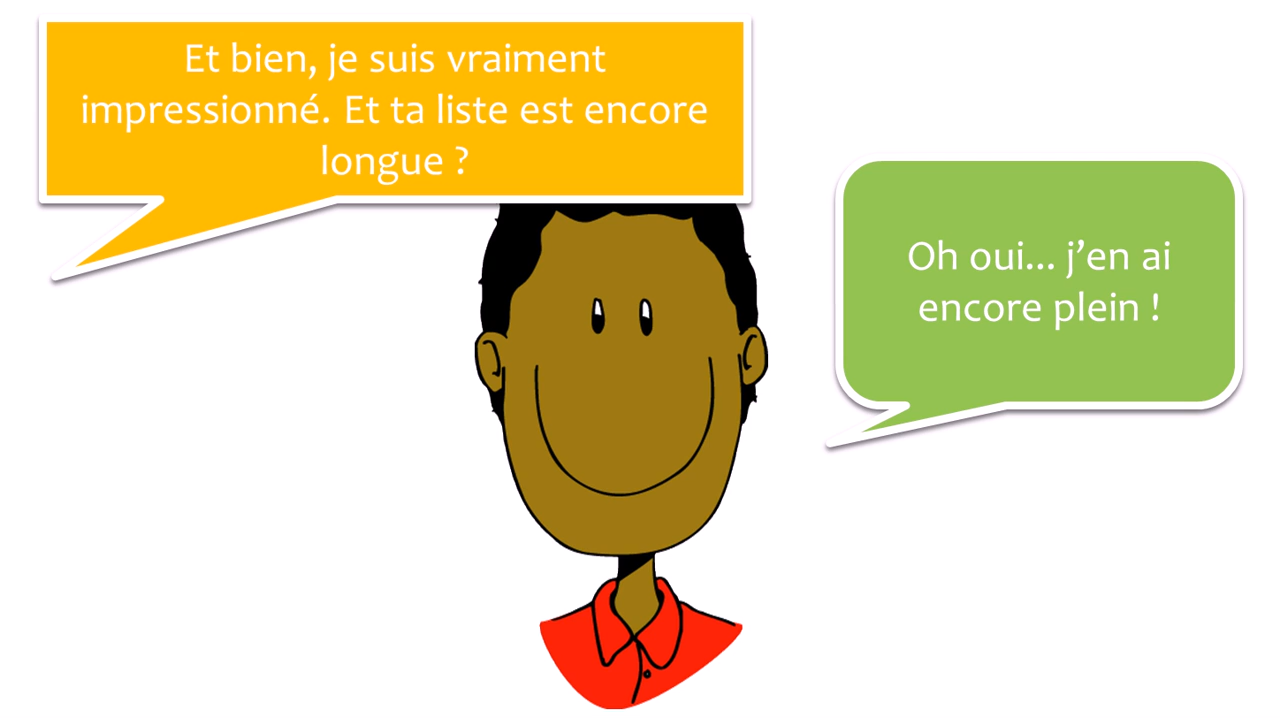 Et bien, je suis vraiment
impressionné. Et ta liste est encore
longue ?
Oh oui... j’en ai
encore plein !